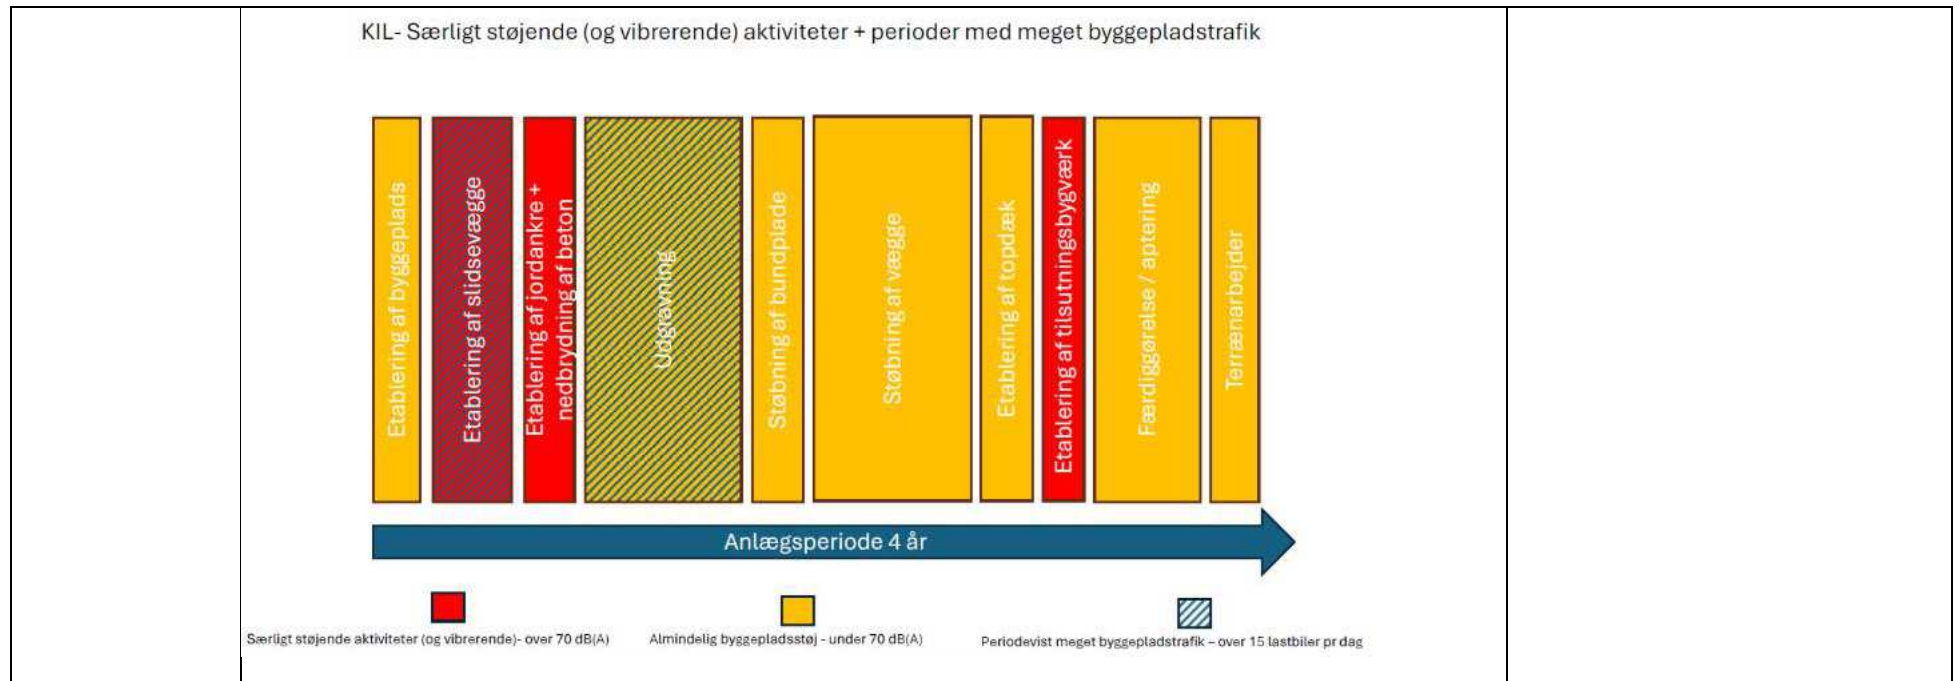 KIL- Særligt støjende (og vibrerende) aktiviteter + perioder med meget byggepladstrafik
Etablering af byggeplads
Etablering af slidsevægge
Etablering af jordankre +
nedbrydning af beton
Udgravning
Støbning af bundplade
Støbning af vægge
Etablering af topdæk
Etablering af tilsutningsbygværk
Færdiggørelse / aptering
Terrænarbejder
Anlægsperiode 4 år
Særligt støjende aktiviteter (og vibrerende)- over 70 dB(A)
Almindelig byggepladsstøj - under 70 dB(A)
Periodevist meget byggepladstrafik – over 15 lastbiler pr dag